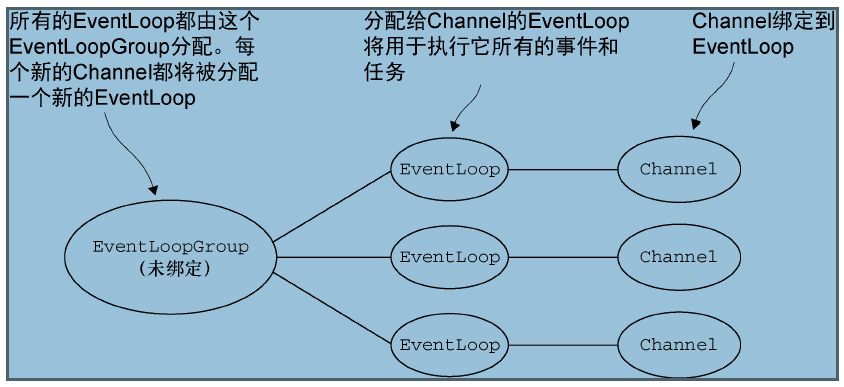 所有的EventLoop都由这个
EventLoopGroup分配。每
个新的Channel都将被分配
一个新的EventLoop
分配给Channel的EventLoop
将用于执行它所有的事件和
任务
Channel绑定到
EventLoop
EventLoop
Channel
EventLoopGroup
(未绑定)
EventLoop
Channel
EventLoop
Channel